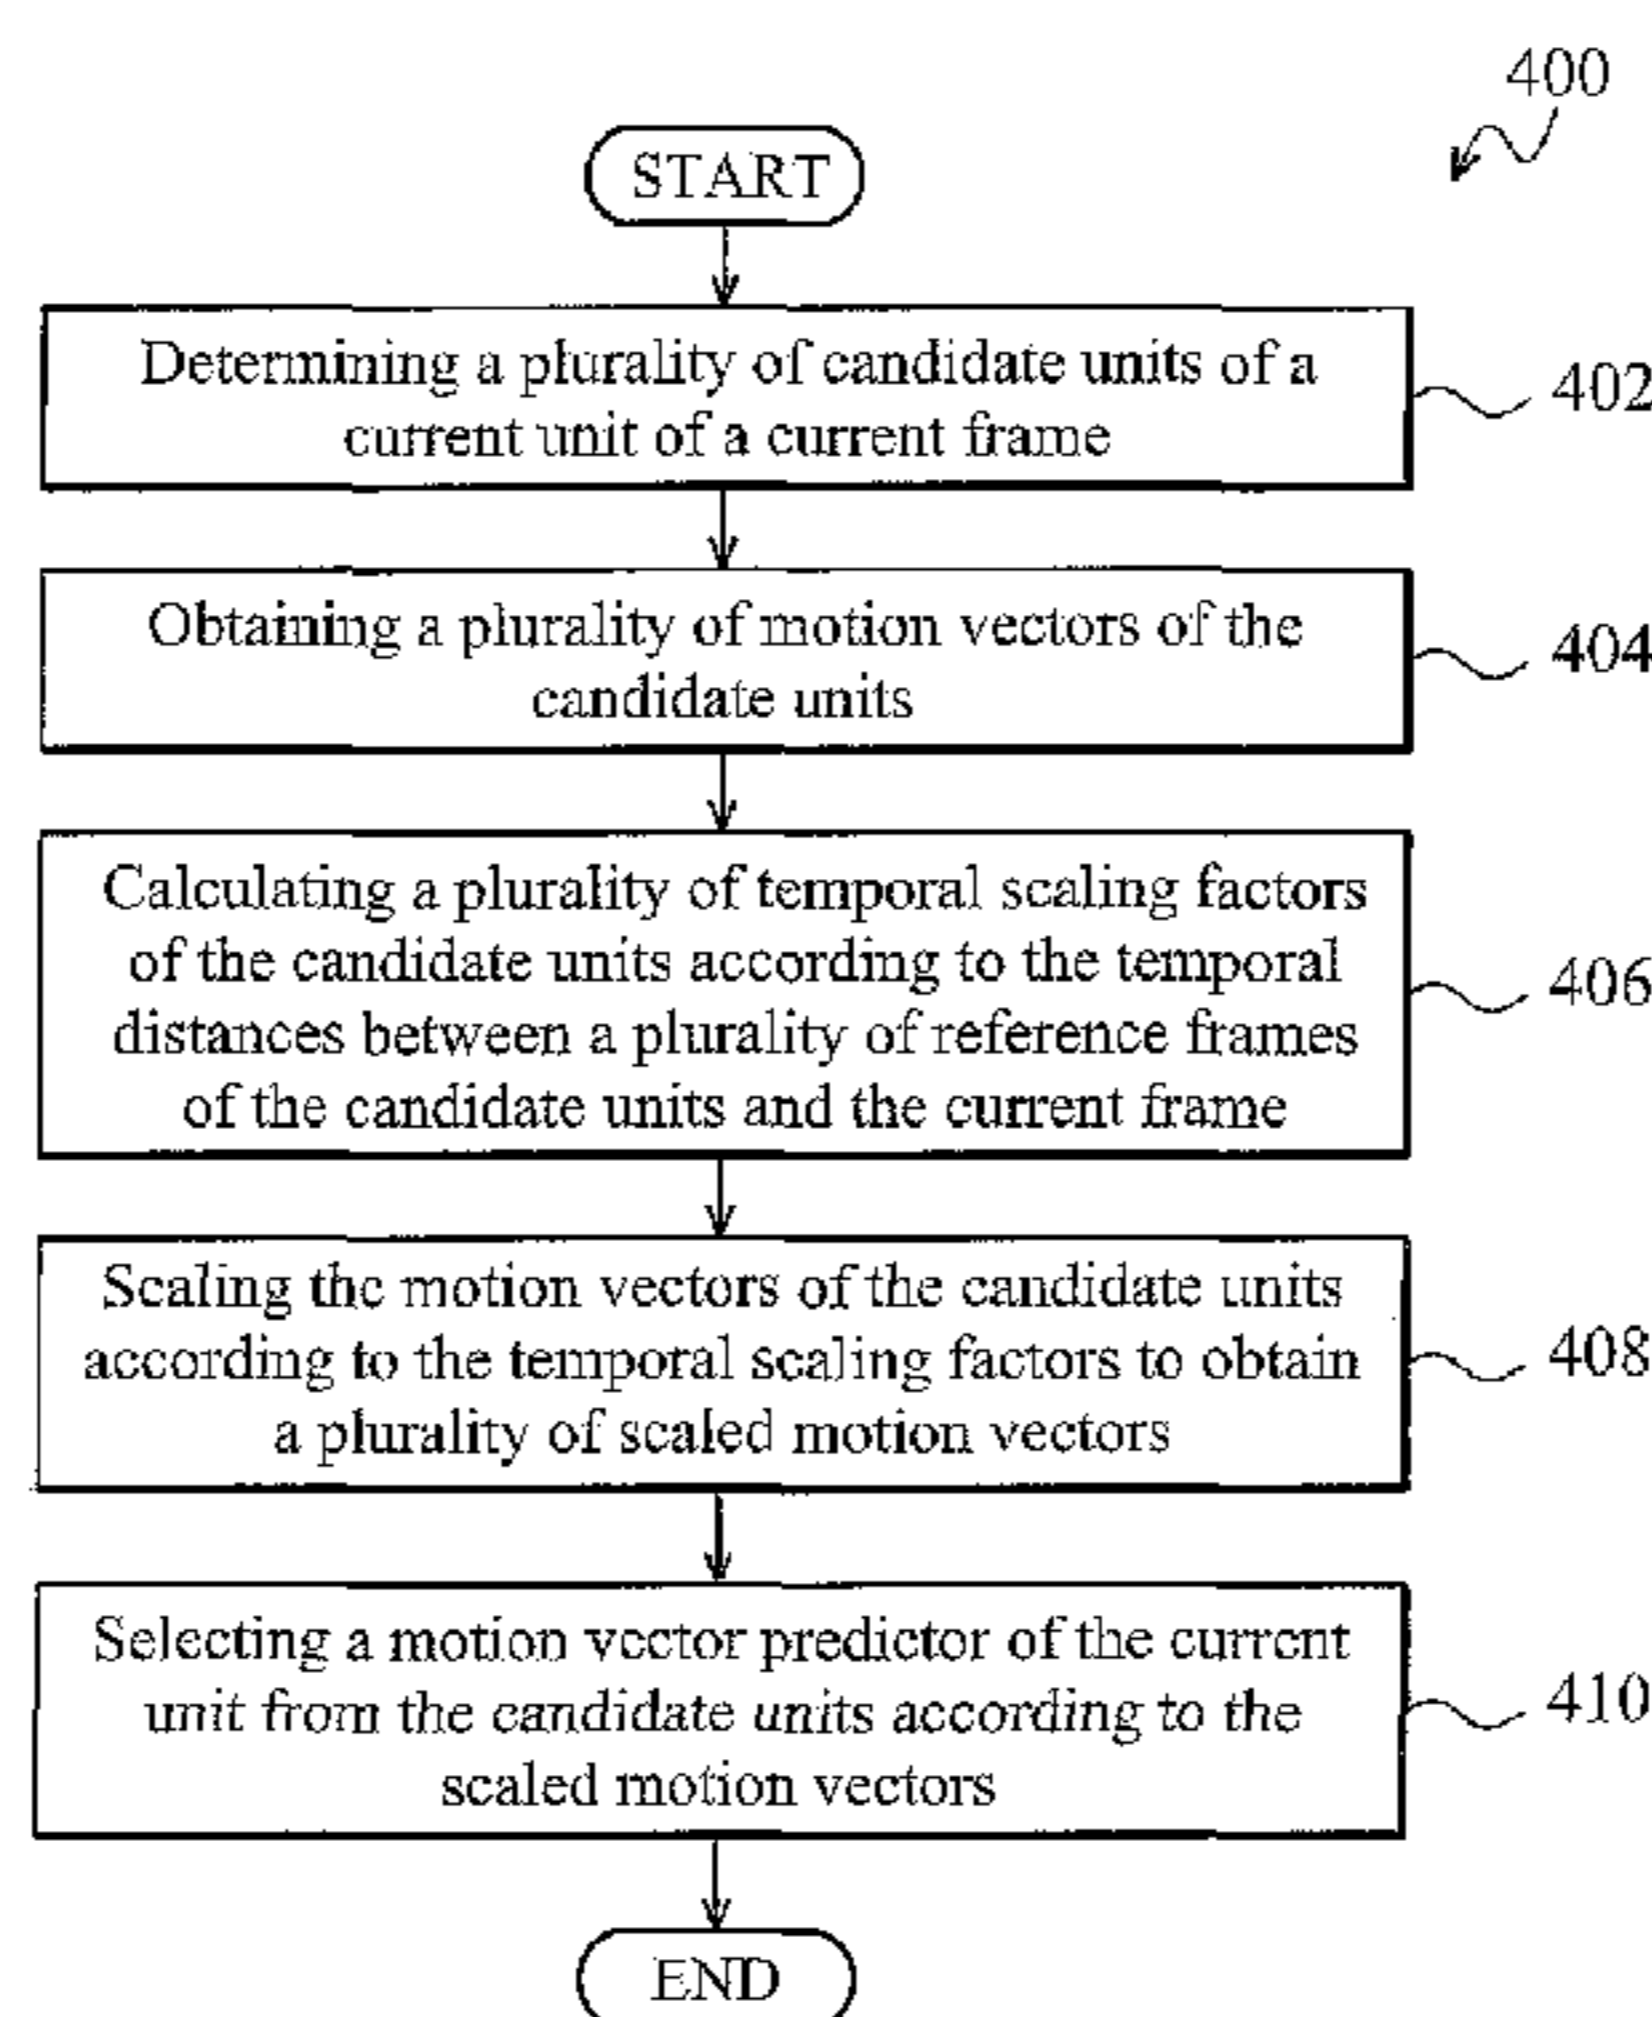 400
START
Determining a plurality of candidate units of a
current unit of a current frame
402
Obtaining a plurality of motion vectors of the
candidate units
404
Calculating a plurality of temporal scaling factors
of the candidate units according to the temporal
distances between a plurality of reference frames
of the candidate units and the current frame
406
Scaling the motion vectors of the candidate units
according to the temporal scaling factors to obtain
a plurality of scaled motion vectors
408
Selecting a motion vector predictor of the current
unit from the candidate units according to the
scaled motion vectors
410
END